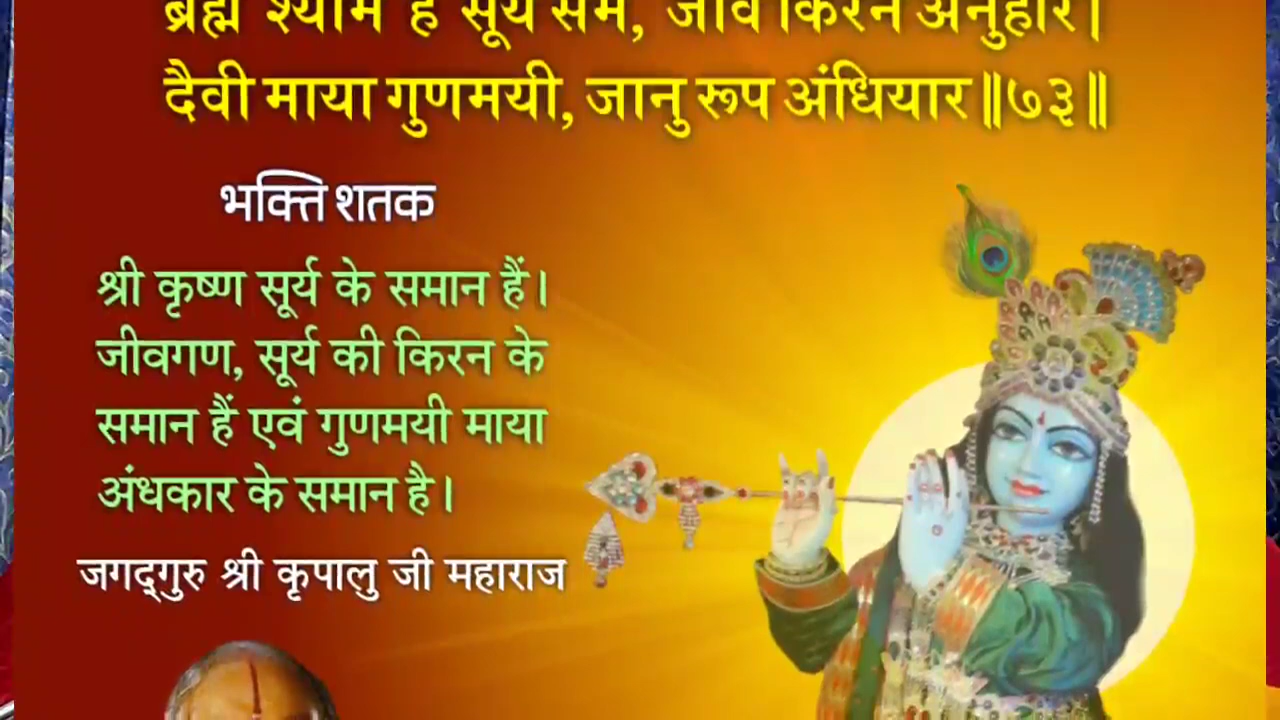 ब्रह्म श्याम हैं सूर्य सम, जीव किरन अनुहार।
दैवी माया गुणमयी, जानु रूप अंधियार॥७३॥
भक्ति शतक
श्री कृष्ण सूर्य के समान हैं।
जीवगण, सूर्य की किरन के
समान हैं एवं गुणमयी माया
अंधकार के समान है।
जगद्गुरु श्री कृपालु जी महाराज